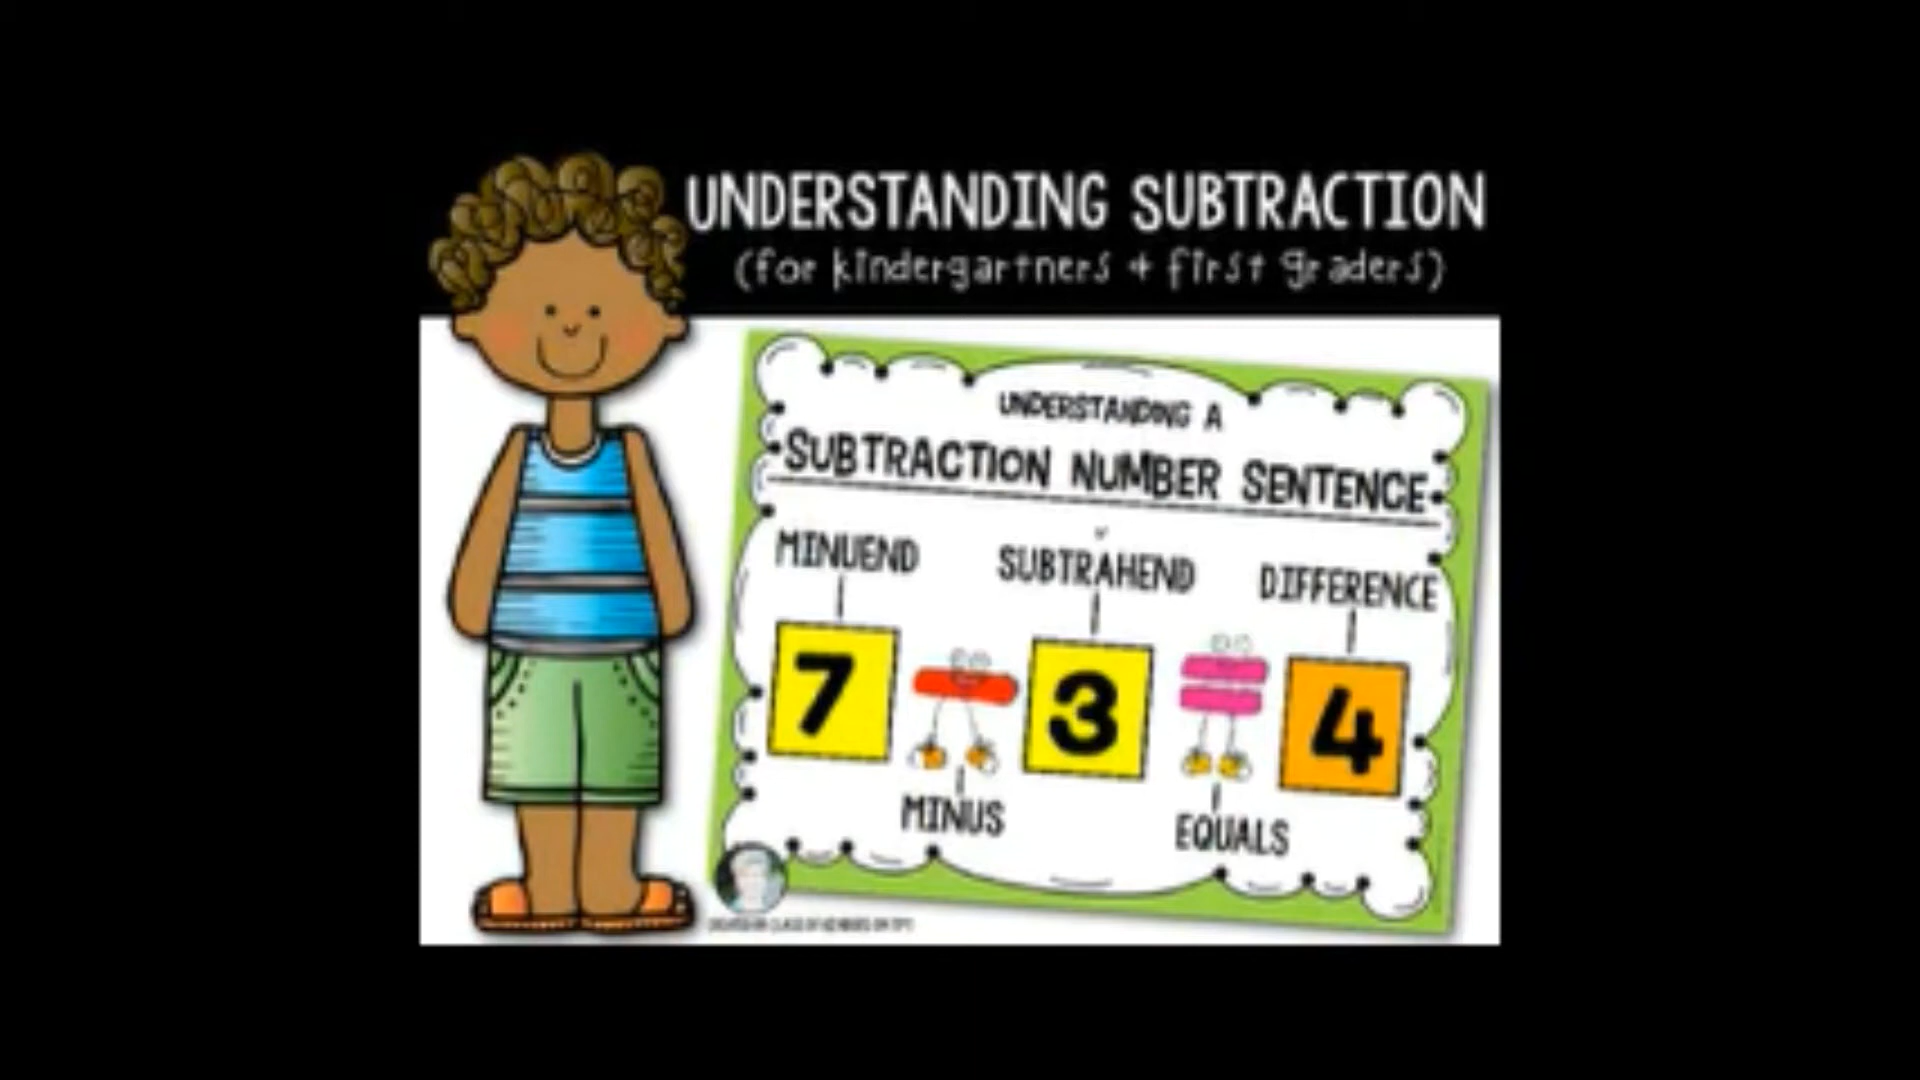 UNDERSTANDING SUBTRACTION
(for kindergartners + first graders)
UNDERSTANDING A
SUBTRACTION NUMBER SENTENCE
MINUEND SUBTRAHEND DIFFERENCE
7 3 4
MINUS EQUALS